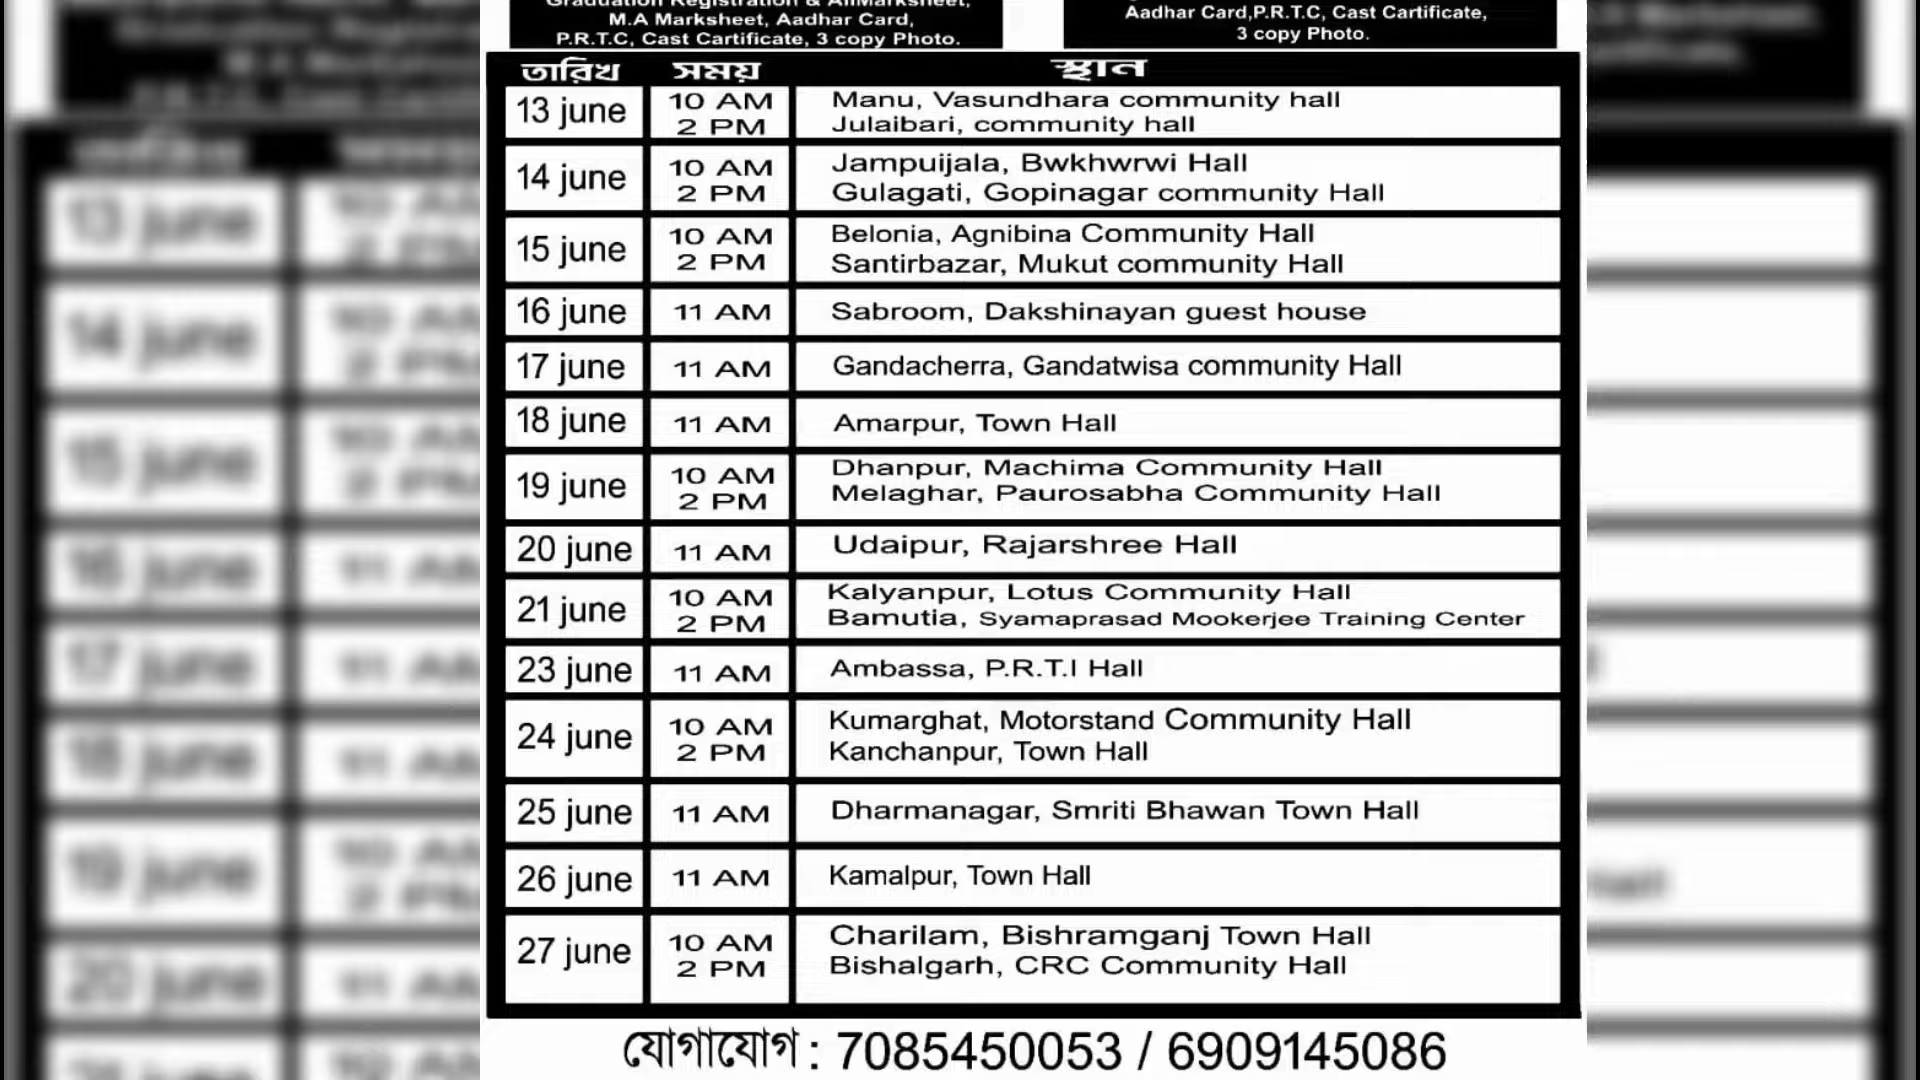 Graduation Registration & AllMarksheet,
M.A Marksheet, Aadhar Card,
P.R.T.C, Cast Cartificate, 3 copy Photo.
Aadhar Card,P.R.T.C, Cast Cartificate,
3 copy Photo.
তারিখ সময় স্থান
13 june 10 AM Manu, Vasundhara community hall
2 PM Julaibari, community hall
14 june 10 AM Jampuijala, Bwkhwrwi Hall
2 PM Gulagati, Gopinagar community Hall
15 june 10 AM Belonia, Agnibina Community Hall
2 PM Santirbazar, Mukut community Hall
16 june 11 AM Sabroom, Dakshinayan guest house
17 june 11 AM Gandacherra, Gandatwisa community Hall
18 june 11 AM Amarpur, Town Hall
19 june 10 AM Dhanpur, Machima Community Hall
2 PM Melaghar, Paurosabha Community Hall
20 june 11 AM Udaipur, Rajarshree Hall
21 june 10 AM Kalyanpur, Lotus Community Hall
2 PM Bamutia, Syamaprasad Mookerjee Training Center
23 june 11 AM Ambassa, P.R.T.I Hall
24 june 10 AM Kumarghat, Motorstand Community Hall
2 PM Kanchanpur, Town Hall
25 june 11 AM Dharmanagar, Smriti Bhawan Town Hall
26 june 11 AM Kamalpur, Town Hall
27 june 10 AM Charilam, Bishramganj Town Hall
2 PM Bishalgarh, CRC Community Hall
যোগাযোগ : 7085450053 / 6909145086